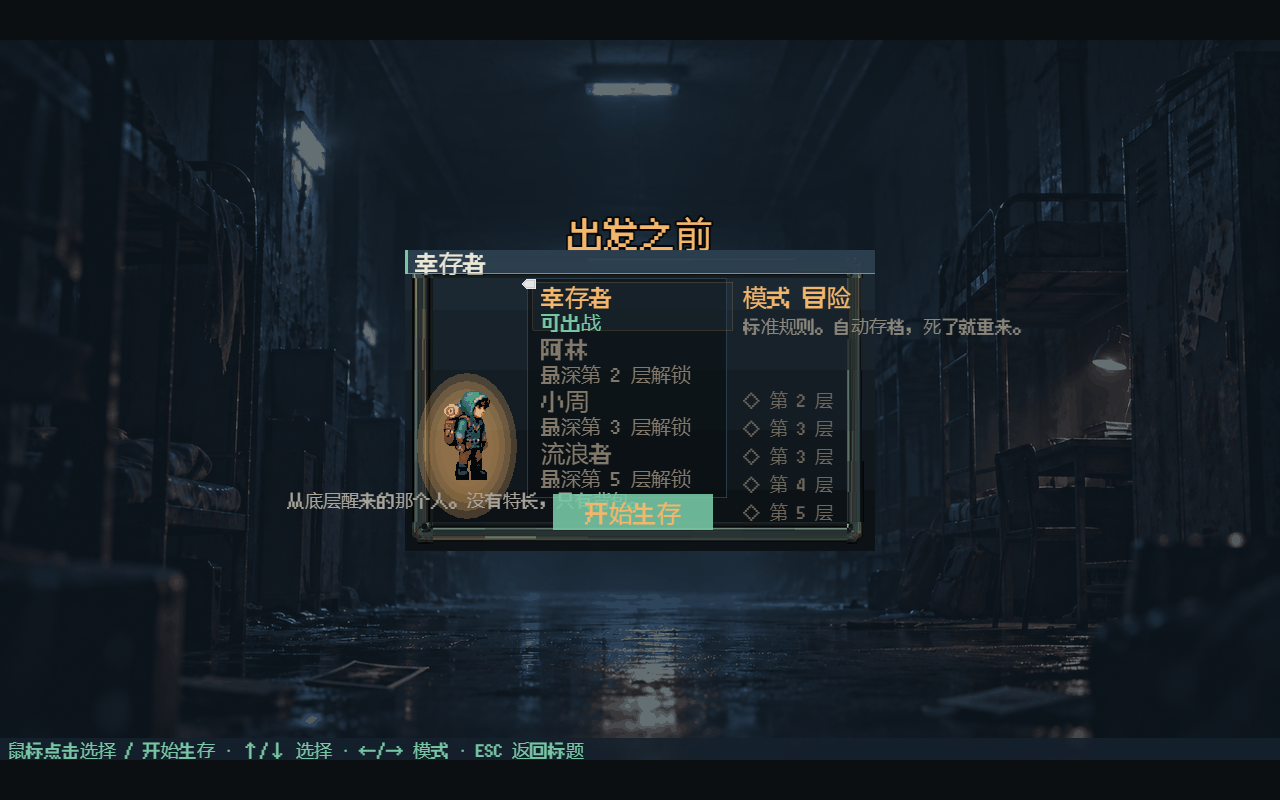 出发之前
幸存者
幸存者
可出战
阿林
最深第 2 层解锁
小周
最深第 3 层解锁
流浪者
最深第 5 层解锁
模式 冒险
标准规则。自动存档，死了就重来。
◇ 第 2 层
◇ 第 3 层
◇ 第 3 层
◇ 第 4 层
◇ 第 5 层
从底层醒来的那个人。没有特长，只有
开始生存
鼠标点击选择 / 开始生存 · ↑/↓ 选择 · ←/→ 模式 · ESC 返回标题